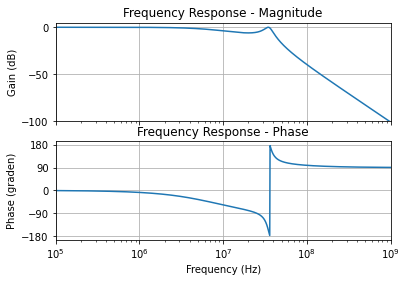 Frequency Response - Magnitude
Gain (dB)
0
−50
−100
Frequency Response - Phase
Phase (graden)
180
90
0
−90
−180
10^5 10^6 10^7 10^8 10^9
Frequency (Hz)